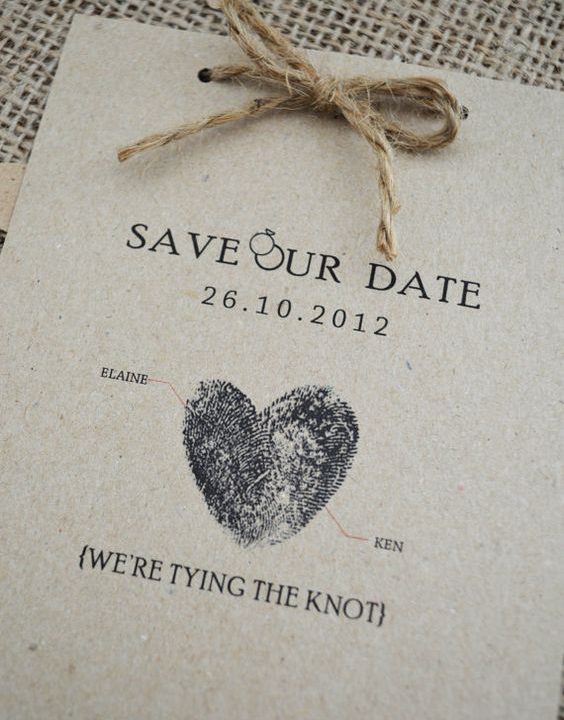 SAVE OUR DATE
26.10.2012
ELAINE
KEN
{WE'RE TYING THE KNOT}